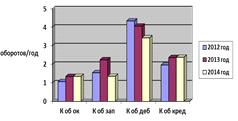 5
4
3
2
1
0
оборотов/год
К об ок
К об зап
К об деб
К об кред
2012 год
2013 год
2014 год